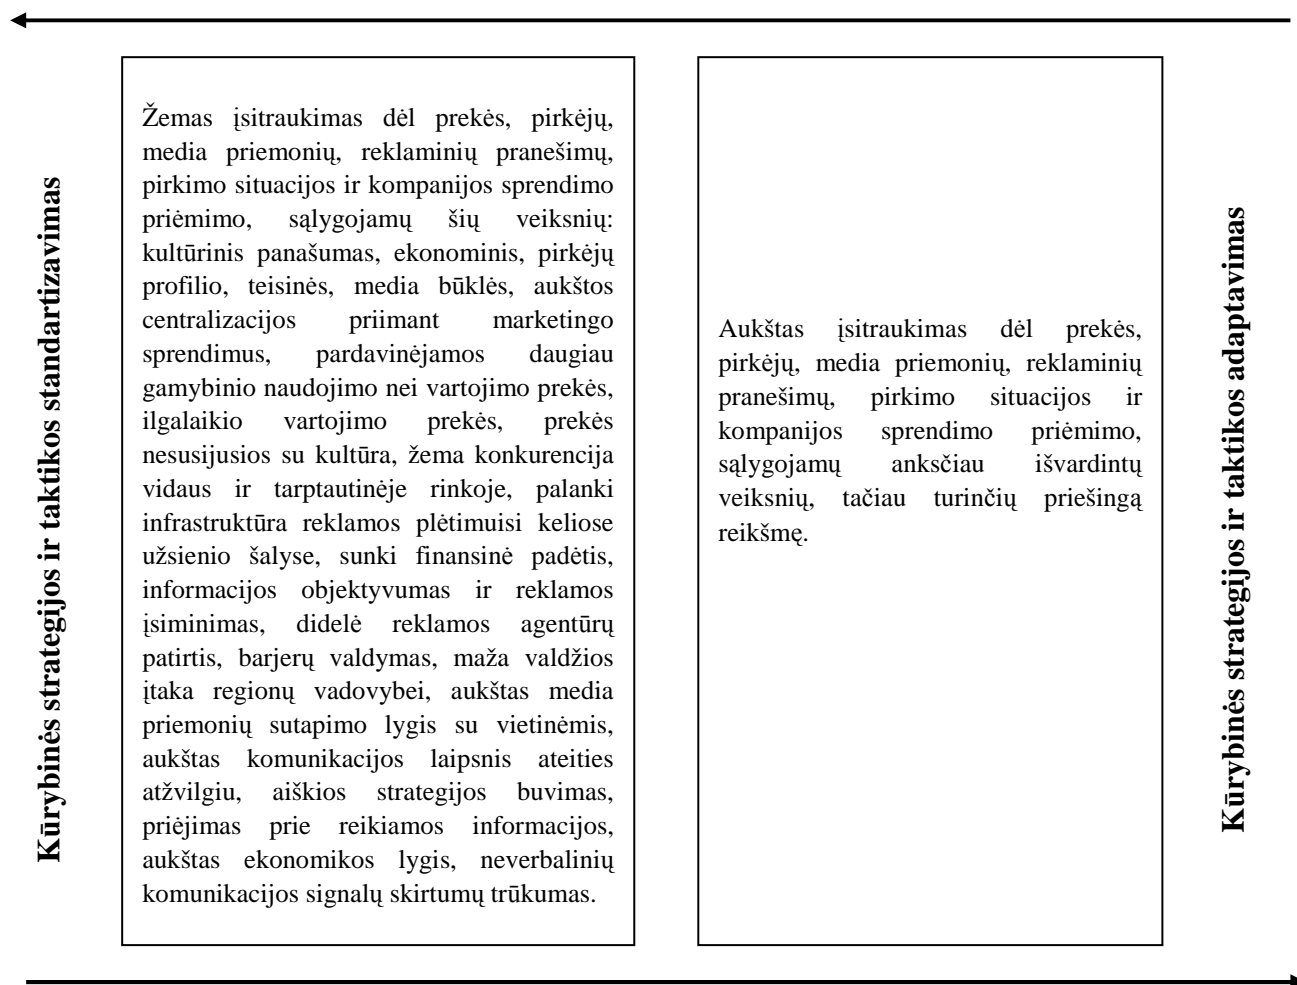 Kūrybinės strategijos ir taktikos standartizavimas
Žemas įsitraukimas dėl prekės, pirkėjų,
media priemonių, reklaminių pranešimų,
pirkimo situacijos ir kompanijos sprendimo
priėmimo, sąlygojamų šių veiksnių:
kultūrinis panašumas, ekonominis, pirkėjų
profilio, teisinės, media būklės, aukštos
centralizacijos priimant marketingo
sprendimus, pardavinėjamos daugiau
gamybinio naudojimo nei vartojimo prekės,
ilgalaikio vartojimo prekės, prekės
nesusijusios su kultūra, žema konkurencija
vidaus ir tarptautinėje rinkoje, palanki
infrastruktūra reklamos plėtimuisi keliose
užsienio šalyse, sunki finansinė padėtis,
informacijos objektyvumas ir reklamos
įsiminimas, didelė reklamos agentūrų
patirtis, barjerų valdymas, maža valdžios
įtaka regionų vadovybei, aukštas media
priemonių sutapimo lygis su vietinėmis,
aukštas komunikacijos laipsnis ateities
atžvilgiu, aiškios strategijos buvimas,
priėjimas prie reikiamos informacijos,
aukštas ekonomikos lygis, neverbalinių
komunikacijos signalų skirtumų trūkumas.
Aukštas įsitraukimas dėl prekės,
pirkėjų, media priemonių, reklaminių
pranešimų, pirkimo situacijos ir
kompanijos sprendimo priėmimo,
sąlygojamų anksčiau išvardintų
veiksnių, tačiau turinčių priešingą
reikšmę.
Kūrybinės strategijos ir taktikos adaptavimas